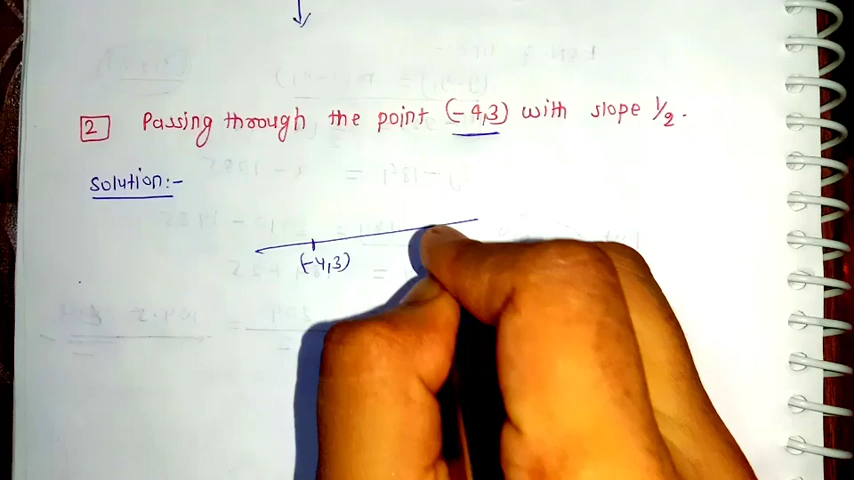 2 Passing through the point (-4,3) with slope 1/2.
Solution:-
(-4,3)